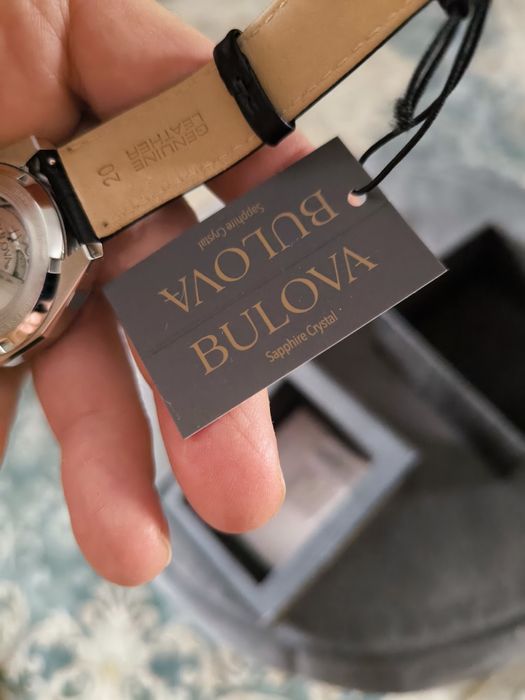 GENUINE
LEATHER
20
BULOVA
Sapphire Crystal
BULOVA
Sapphire Crystal